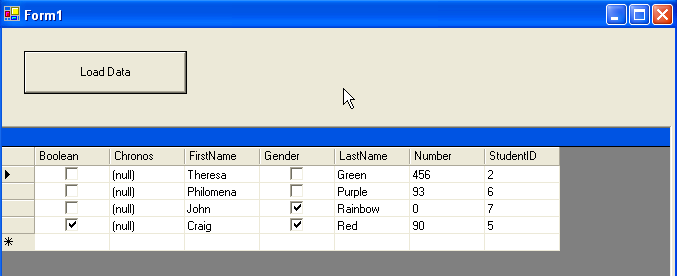 Form1
Load Data
Boolean Chronos FirstName Gender LastName Number StudentID
(null) Theresa Green 456 2
(null) Philomena Purple 93 6
(null) John Rainbow 0 7
(null) Craig Red 90 5